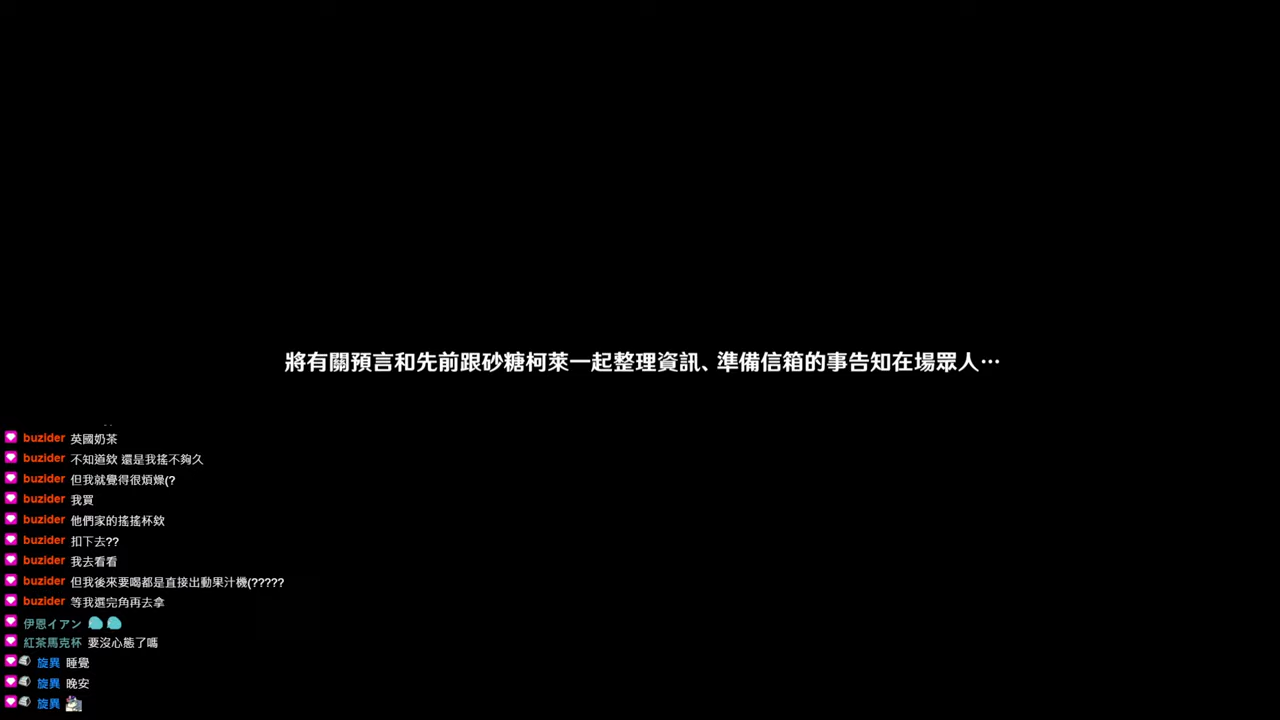 將有關預言和先前跟砂糖柯萊一起整理資訊、準備信箱的事告知在場眾人…
buzider 英國奶茶
buzider 不知道欸 還是我搖不夠久
buzider 但我就覺得很煩燥(?
buzider 我買
buzider 他們家的搖搖杯欸
buzider 扣下去??
buzider 我去看看
buzider 但我後來要喝都是直接出動果汁機(?????
buzider 等我選完角再去拿
伊恩イアン
紅茶馬克杯 要沒心態了嗎
旋異 睡覺
旋異 晚安
旋異